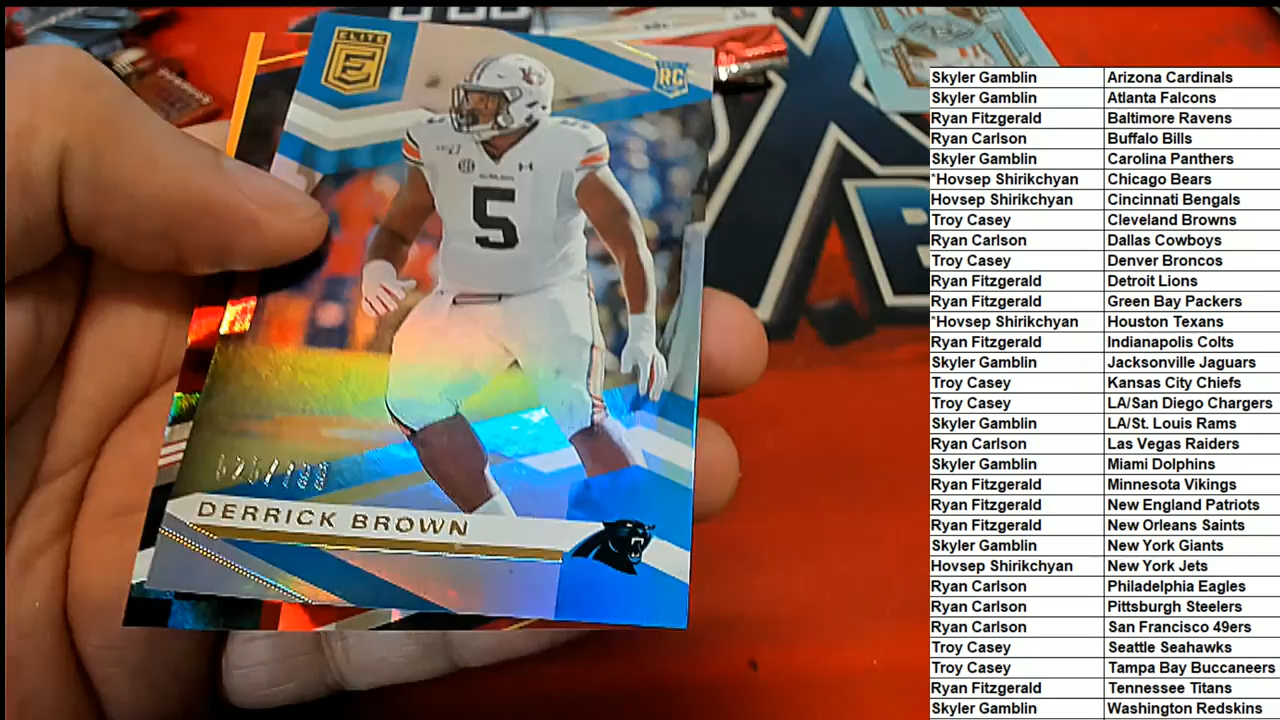 ELITE
E
RC
5
DERRICK BROWN
Skyler Gamblin Arizona Cardinals
Skyler Gamblin Atlanta Falcons
Ryan Fitzgerald Baltimore Ravens
Ryan Carlson Buffalo Bills
Skyler Gamblin Carolina Panthers
*Hovsep Shirikchyan Chicago Bears
Hovsep Shirikchyan Cincinnati Bengals
Troy Casey Cleveland Browns
Ryan Carlson Dallas Cowboys
Troy Casey Denver Broncos
Ryan Fitzgerald Detroit Lions
Ryan Fitzgerald Green Bay Packers
*Hovsep Shirikchyan Houston Texans
Ryan Fitzgerald Indianapolis Colts
Skyler Gamblin Jacksonville Jaguars
Troy Casey Kansas City Chiefs
Troy Casey LA/San Diego Chargers
Skyler Gamblin LA/St. Louis Rams
Ryan Carlson Las Vegas Raiders
Skyler Gamblin Miami Dolphins
Ryan Fitzgerald Minnesota Vikings
Ryan Fitzgerald New England Patriots
Ryan Fitzgerald New Orleans Saints
Skyler Gamblin New York Giants
Hovsep Shirikchyan New York Jets
Ryan Carlson Philadelphia Eagles
Ryan Carlson Pittsburgh Steelers
Ryan Carlson San Francisco 49ers
Troy Casey Seattle Seahawks
Troy Casey Tampa Bay Buccaneers
Ryan Fitzgerald Tennessee Titans
Skyler Gamblin Washington Redskins